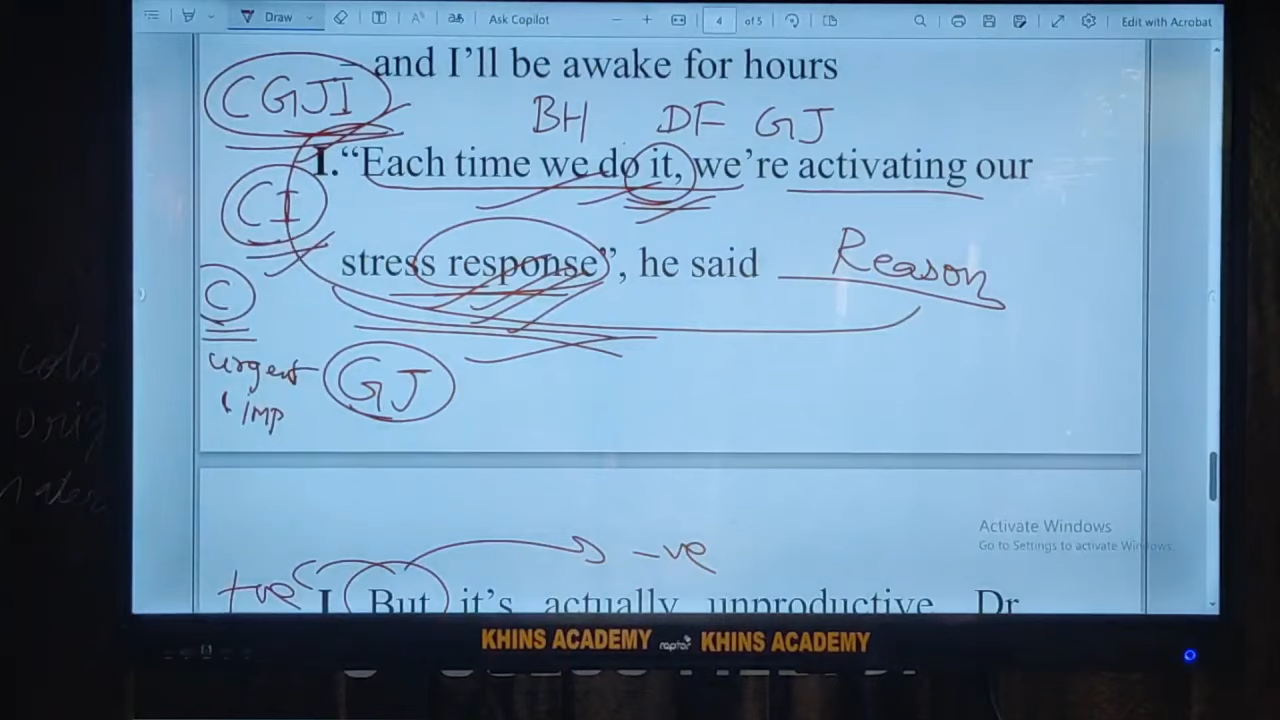 Draw
Ask Copilot
4 of 5
Edit with Acrobat
and I'll be awake for hours
CGJI
BH DF GJ
I. “Each time we do it, we’re activating our
CI
stress response”, he said
Reason
C
urgent
GJ
imp
Activate Windows
Go to Settings to activate Windows.
-ve
+ve
I But it's actually unproductive. Dr
KHINS ACADEMY raptor KHINS ACADEMY